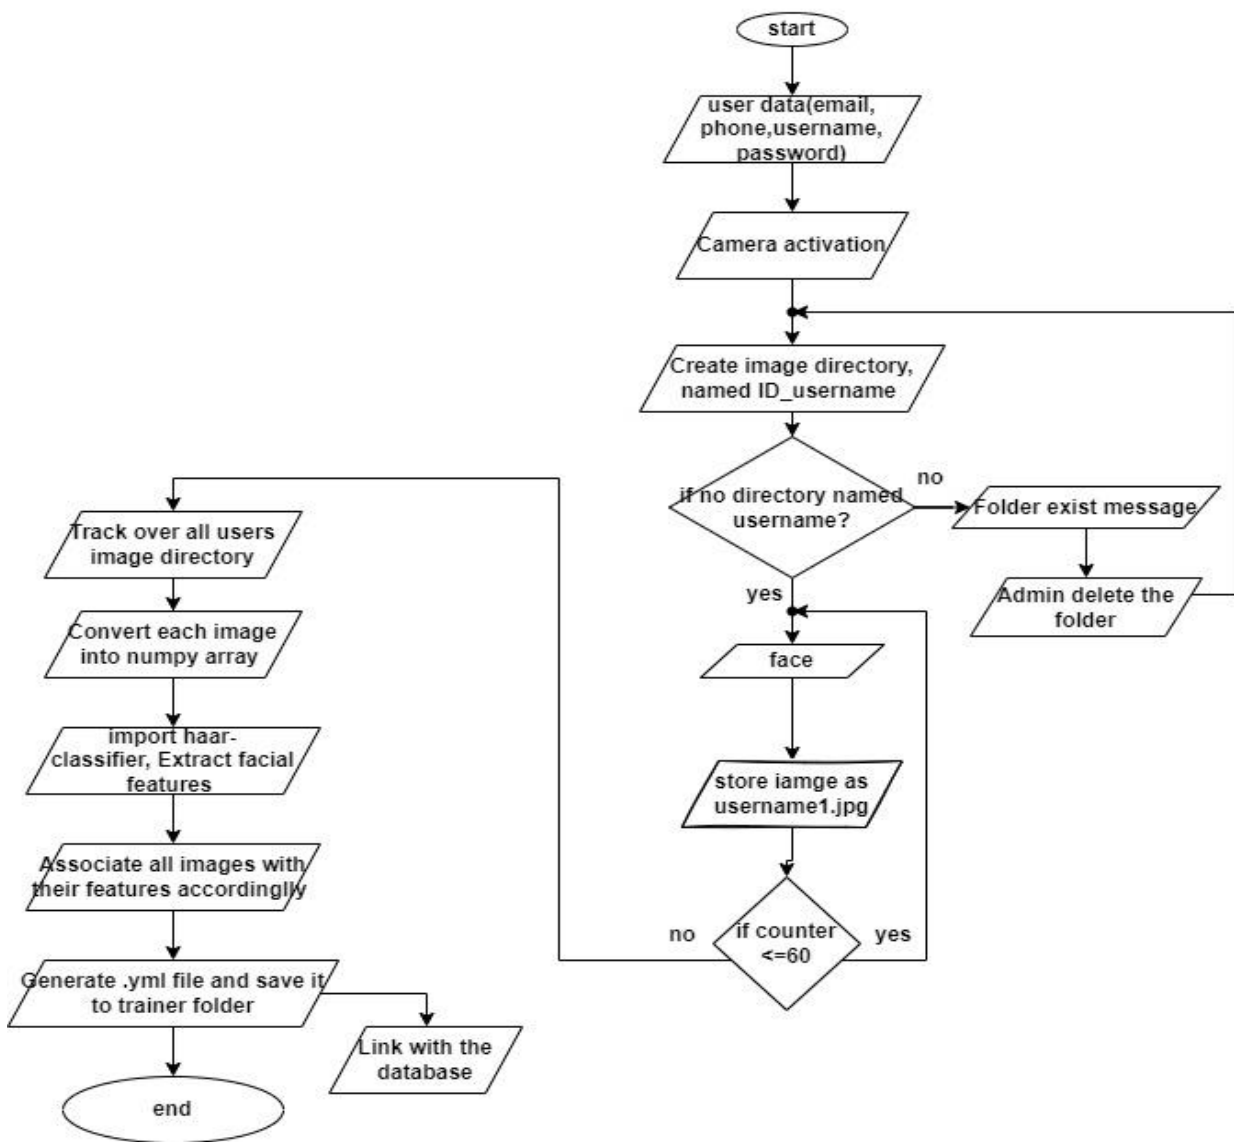 start
user data(email,
phone,username,
password)
Camera activation
Create image directory,
named ID_username
if no directory named
username?
no
Folder exist message
Admin delete the
folder
yes
face
store iamge as
username1.jpg
if counter
<=60
yes
no
Track over all users
image directory
Convert each image
into numpy array
import haar-
classifier, Extract facial
features
Associate all images with
their features accordinglly
Generate .yml file and save it
to trainer folder
Link with the
database
end